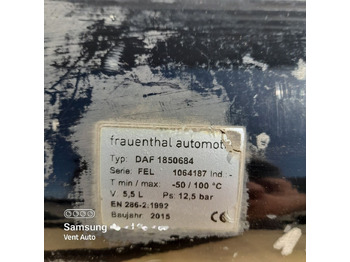 frauenthal automot
Typ: DAF 1850684
Serie: FEL 1064187 Ind: -
T min / max: -50 / 100 °C
V 5,5 L Ps: 12,5 bar
EN 286-2:1992
Baujahr: 2015 CE
Samsung
Vent Auto